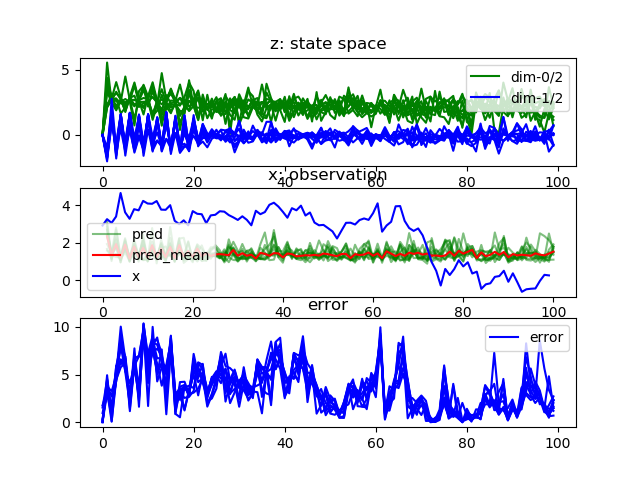 z: state space
5
0
dim-0/2
dim-1/2
0 20 40 60 80 100
x: observation
4
2
0
pred
pred_mean
x
0 20 40 60 80 100
error
10
5
0
error
0 20 40 60 80 100